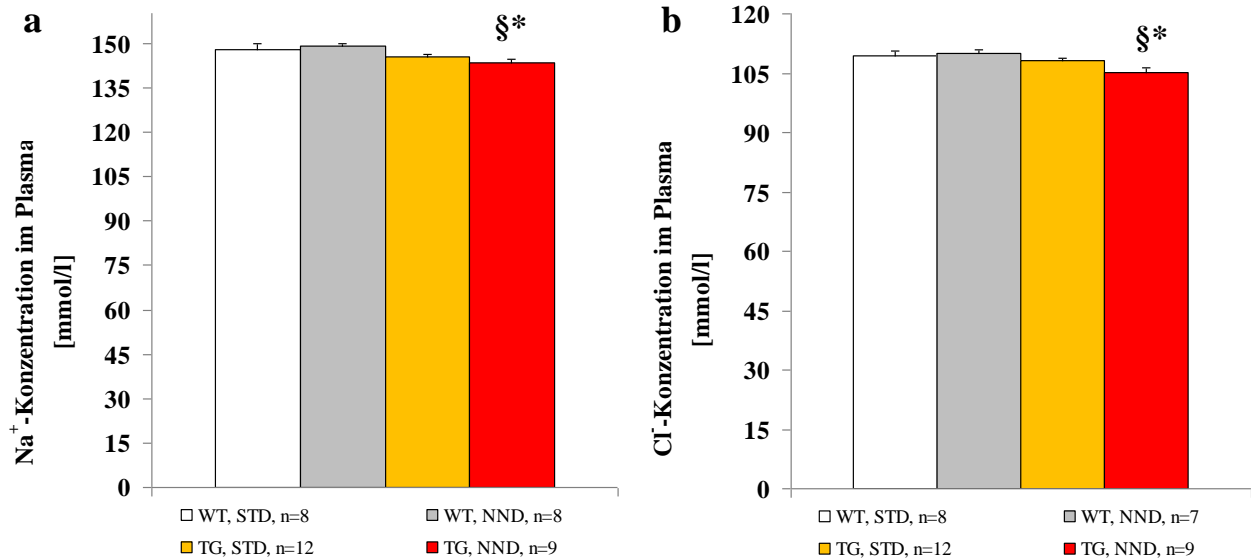 a
§*
150
135
120
105
90
75
60
45
30
15
0
Na⁺-Konzentration im Plasma
[mmol/l]
WT, STD, n=8
WT, NND, n=8
TG, STD, n=12
TG, NND, n=9
b
§*
120
105
90
75
60
45
30
15
0
Cl⁻-Konzentration im Plasma
[mmol/l]
WT, STD, n=8
WT, NND, n=7
TG, STD, n=12
TG, NND, n=9